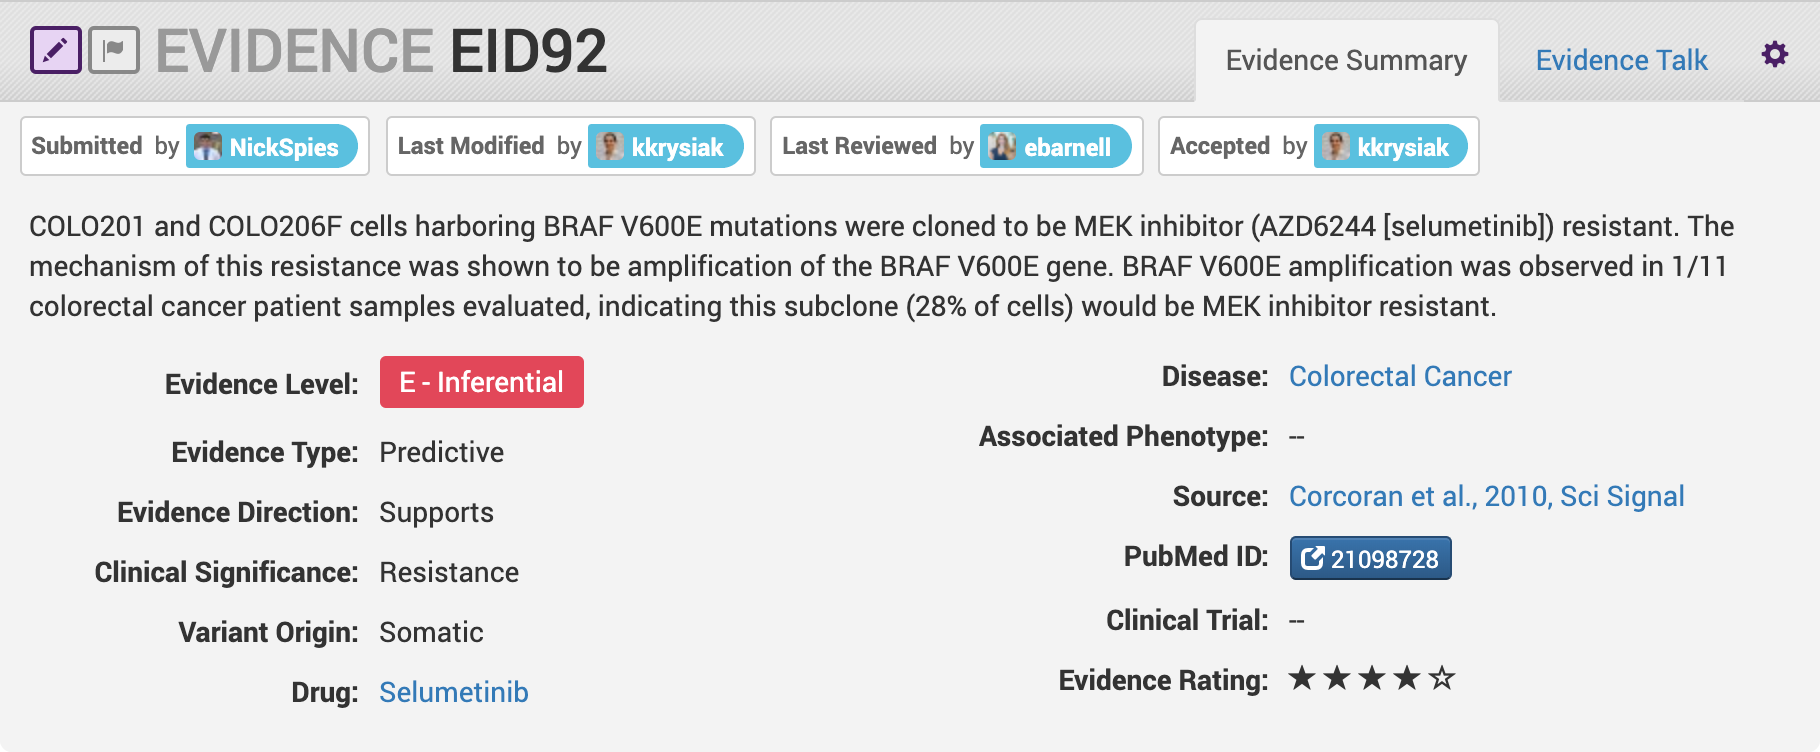 EVIDENCE EID92
Evidence Summary
Evidence Talk
Submitted by NickSpies
Last Modified by kkrysiak
Last Reviewed by ebarnell
Accepted by kkrysiak
COLO201 and COLO206F cells harboring BRAF V600E mutations were cloned to be MEK inhibitor (AZD6244 [selumetinib]) resistant. The
mechanism of this resistance was shown to be amplification of the BRAF V600E gene. BRAF V600E amplification was observed in 1/11
colorectal cancer patient samples evaluated, indicating this subclone (28% of cells) would be MEK inhibitor resistant.
Evidence Level: E - Inferential
Evidence Type: Predictive
Evidence Direction: Supports
Clinical Significance: Resistance
Variant Origin: Somatic
Drug: Selumetinib
Disease: Colorectal Cancer
Associated Phenotype: --
Source: Corcoran et al., 2010, Sci Signal
PubMed ID: 21098728
Clinical Trial: --
Evidence Rating: ★★★★☆